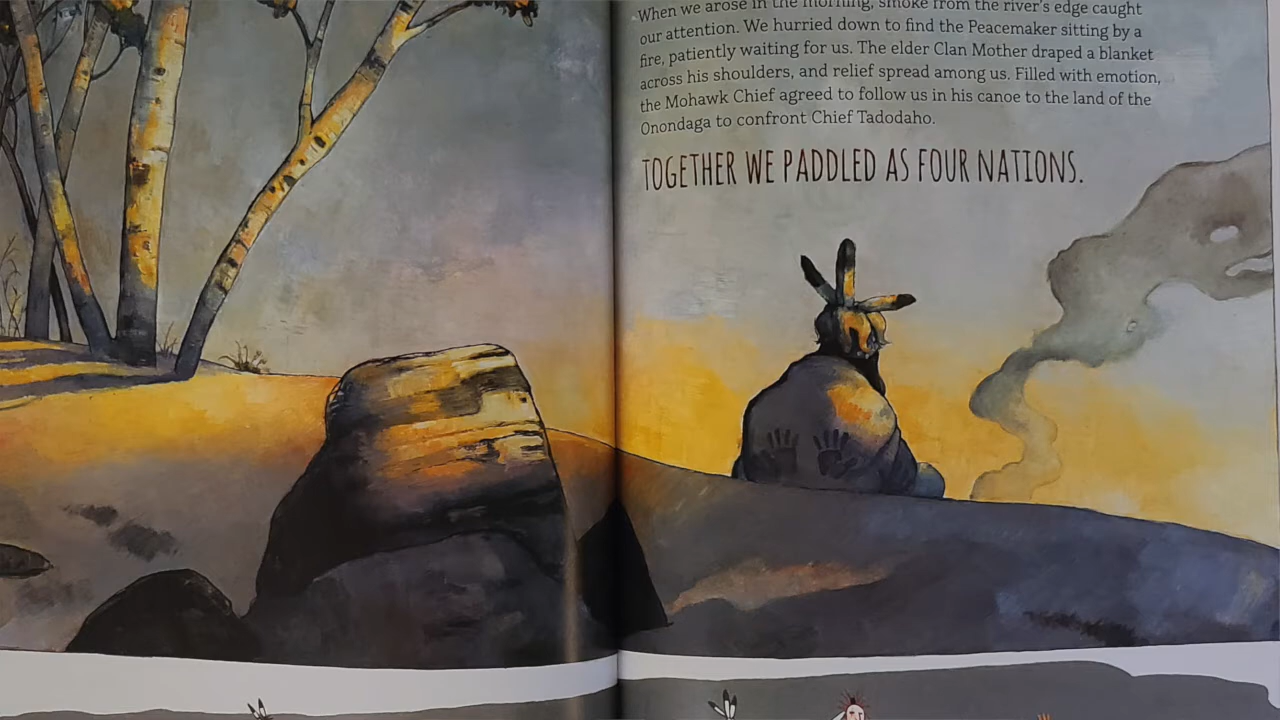 When we arose in the morning, smoke from the river's edge caught
our attention. We hurried down to find the Peacemaker sitting by a
fire, patiently waiting for us. The elder Clan Mother draped a blanket
across his shoulders, and relief spread among us. Filled with emotion,
the Mohawk Chief agreed to follow us in his canoe to the land of the
Onondaga to confront Chief Tadodaho.
TOGETHER WE PADDLED AS FOUR NATIONS.